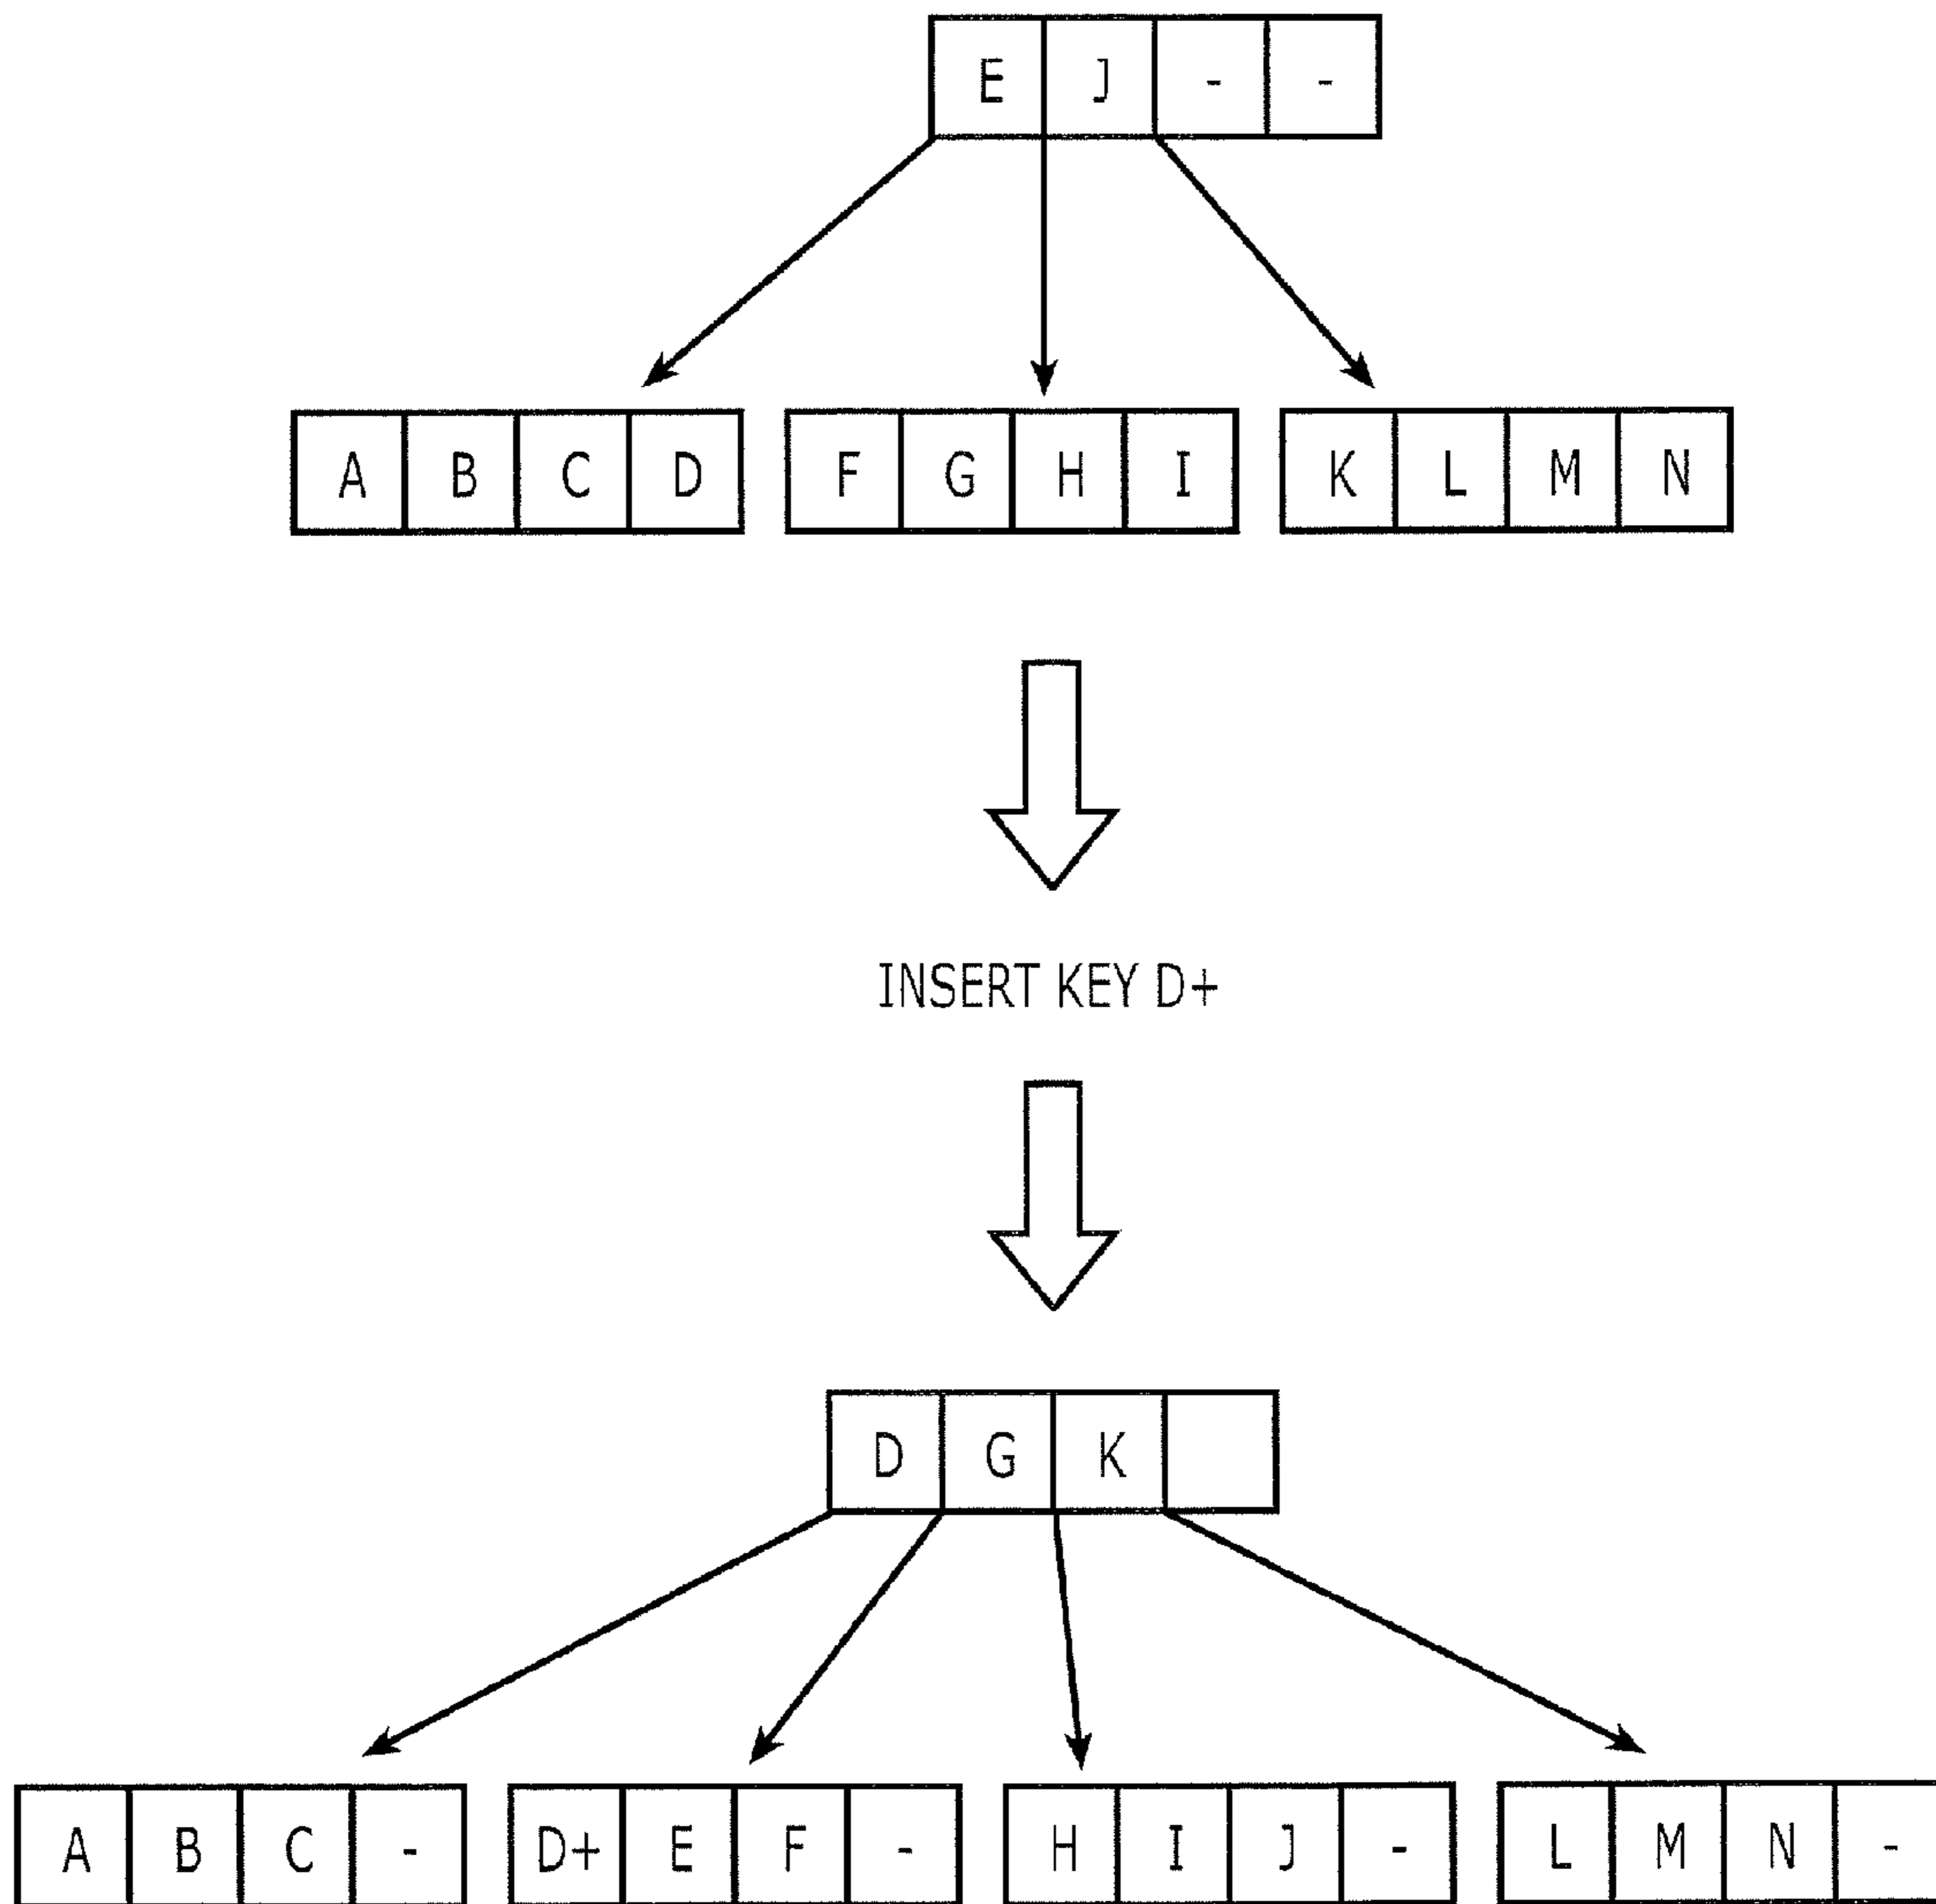 E J - -
A B C D F G H I K L M N
INSERT KEY D+
D G K
A B C - D+ E F - H I J - L M N -